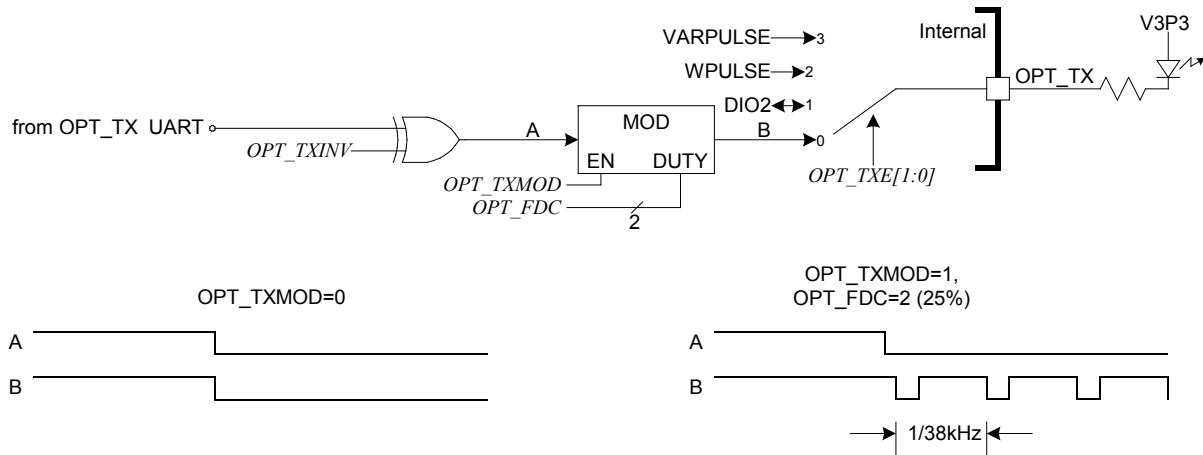 V3P3
Internal
VARPULSE 3
WPULSE 2
OPT_TX
DIO2 1
from OPT_TX UART
OPT_TXINV
A
MOD
EN DUTY
B
0
OPT_TXMOD
OPT_FDC
2
OPT_TXE[1:0]
OPT_TXMOD=0
A
B
OPT_TXMOD=1,
OPT_FDC=2 (25%)
A
B
1/38kHz